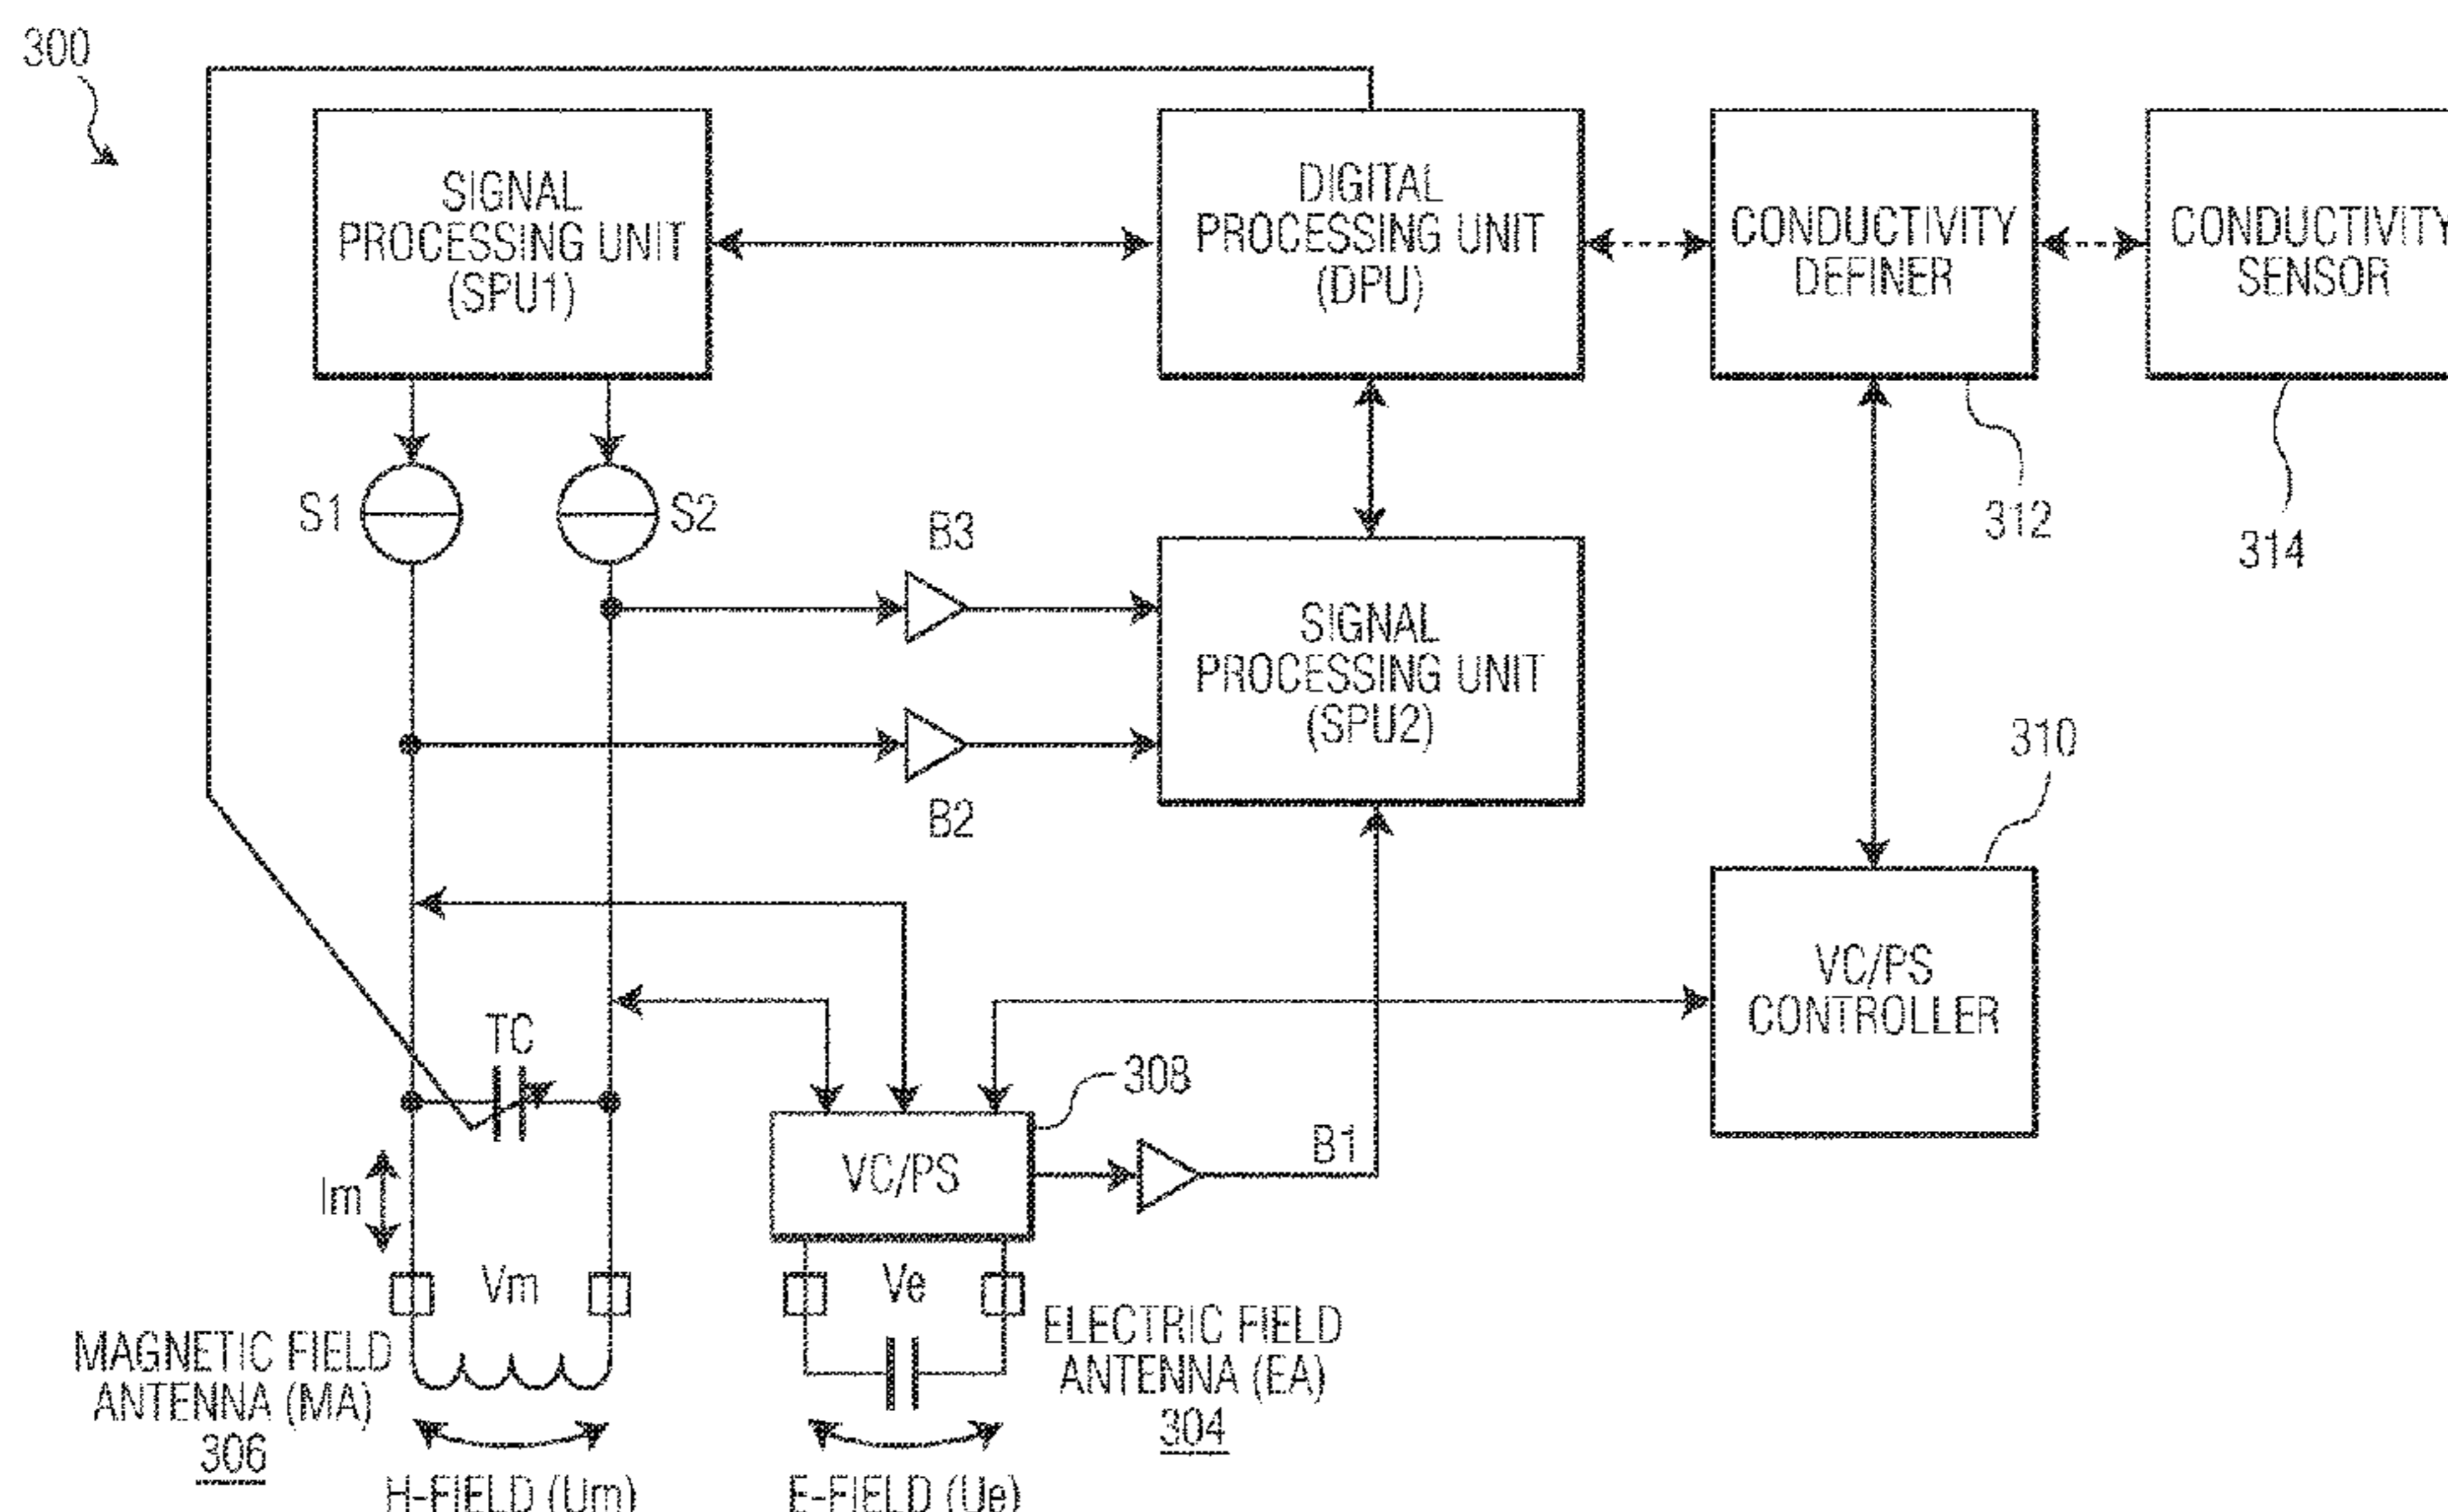 300
SIGNAL
PROCESSING UNIT
(SPU1)
DIGITAL
PROCESSING UNIT
(DPU)
CONDUCTIVITY
DEFINER
CONDUCTIVITY
SENSOR
S1
S2
B3
312
314
SIGNAL
PROCESSING UNIT
(SPU2)
B2
310
VC/PS
CONTROLLER
TC
308
VC/PS
B1
Im
Vm
Ve
MAGNETIC FIELD
ANTENNA (MA)
306
ELECTRIC FIELD
ANTENNA (EA)
304
H-FIELD (Um)
E-FIELD (Ue)